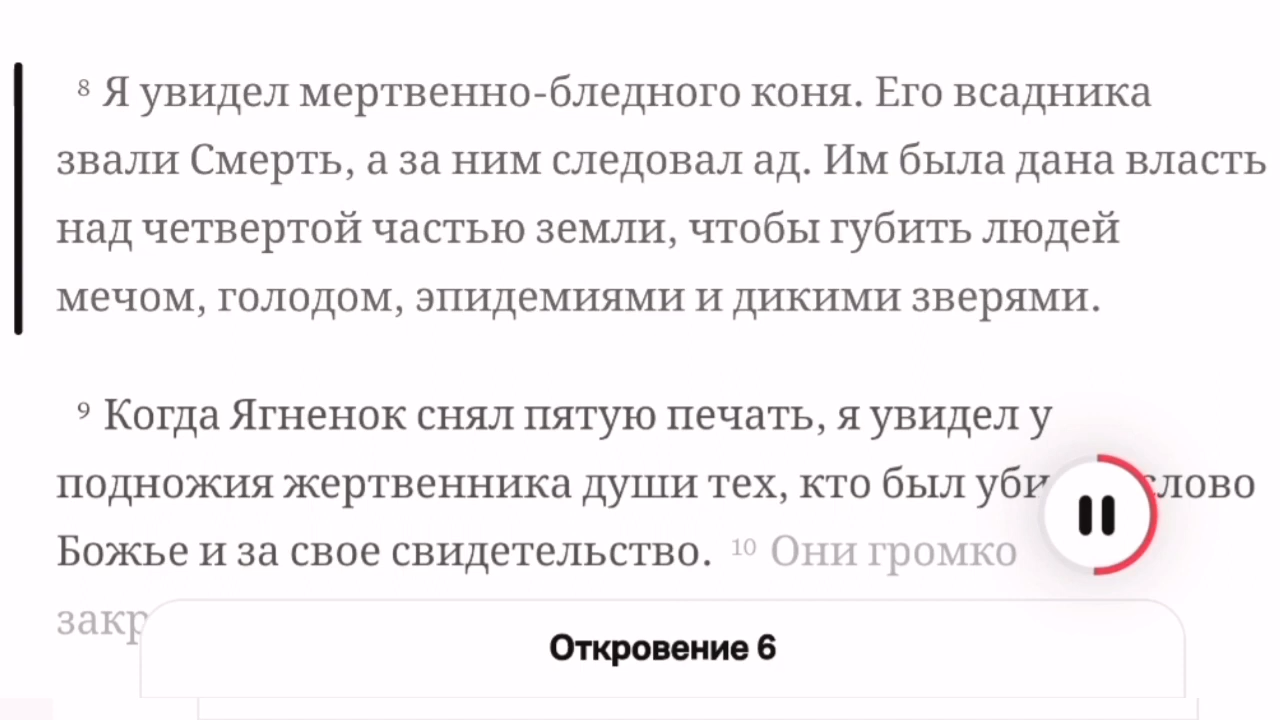 8 Я увидел мертвенно-бледного коня. Его всадника
звали Смерть, а за ним следовал ад. Им была дана власть
над четвертой частью земли, чтобы губить людей
мечом, голодом, эпидемиями и дикими зверями.
9 Когда Ягненок снял пятую печать, я увидел у
подножия жертвенника души тех, кто был слово
Божье и за свое свидетельство. 10 Они громко
Откровение 6